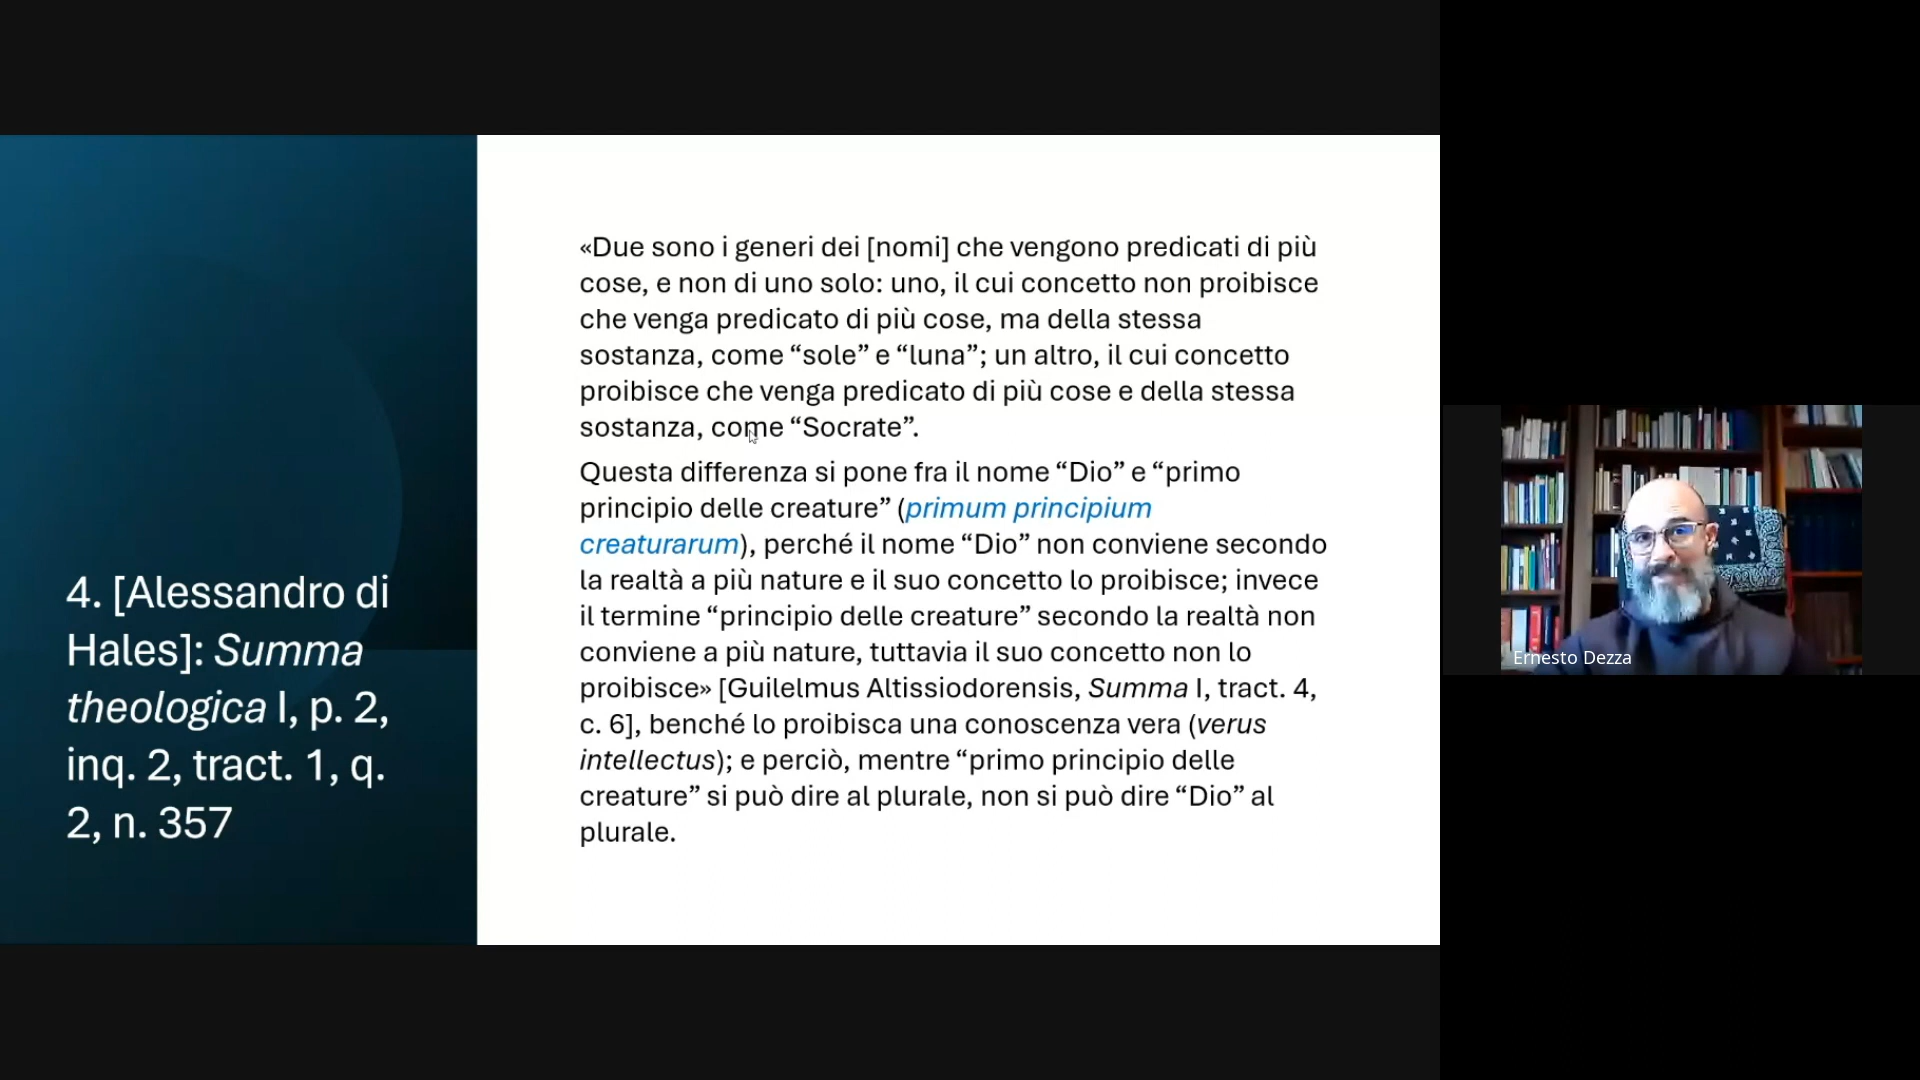 4. [Alessandro di
Hales]: Summa
theologica I, p. 2,
inq. 2, tract. 1, q.
2, n. 357
«Due sono i generi dei [nomi] che vengono predicati di più
cose, e non di uno solo: uno, il cui concetto non proibisce
che venga predicato di più cose, ma della stessa
sostanza, come “sole” e “luna”; un altro, il cui concetto
proibisce che venga predicato di più cose e della stessa
sostanza, come “Socrate”.
Questa differenza si pone fra il nome “Dio” e “primo
principio delle creature” (primum principium
creaturarum), perché il nome “Dio” non conviene secondo
la realtà a più nature e il suo concetto lo proibisce; invece
il termine “principio delle creature” secondo la realtà non
conviene a più nature, tuttavia il suo concetto non lo
proibisce» [Guilelmus Altissiodorensis, Summa I, tract. 4,
c. 6], benché lo proibisca una conoscenza vera (verus
intellectus); e perciò, mentre “primo principio delle
creature” si può dire al plurale, non si può dire “Dio” al
plurale.
Ernesto Dezza